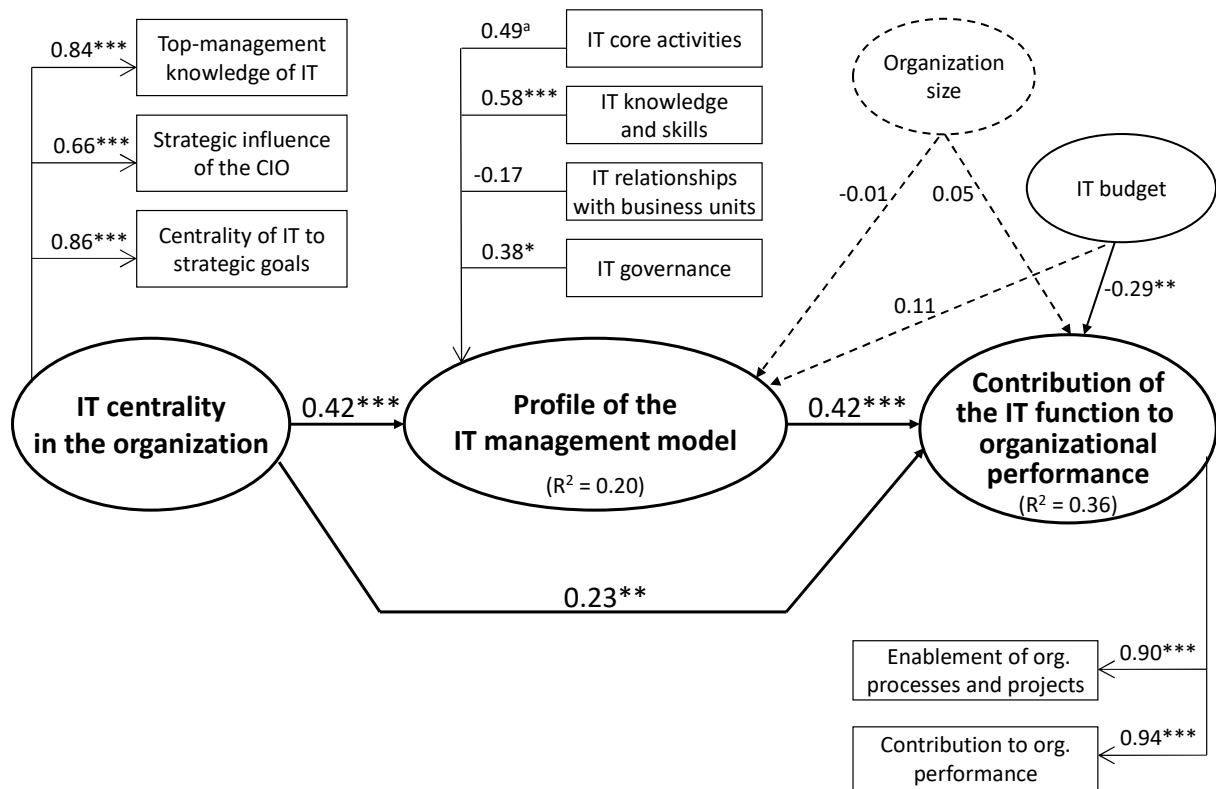 0.84***
Top-management
knowledge of IT
0.66***
Strategic influence
of the CIO
0.86***
Centrality of IT to
strategic goals
0.49ᵃ
IT core activities
0.58***
IT knowledge
and skills
-0.17
IT relationships
with business units
0.38*
IT governance
Organization
size
IT budget
-0.01
0.05
0.11
-0.29**
IT centrality
in the organization
0.42***
Profile of the
IT management model
(R² = 0.20)
0.42***
Contribution of
the IT function to
organizational
performance
(R² = 0.36)
0.23**
Enablement of org.
processes and projects
0.90***
Contribution to org.
performance
0.94***